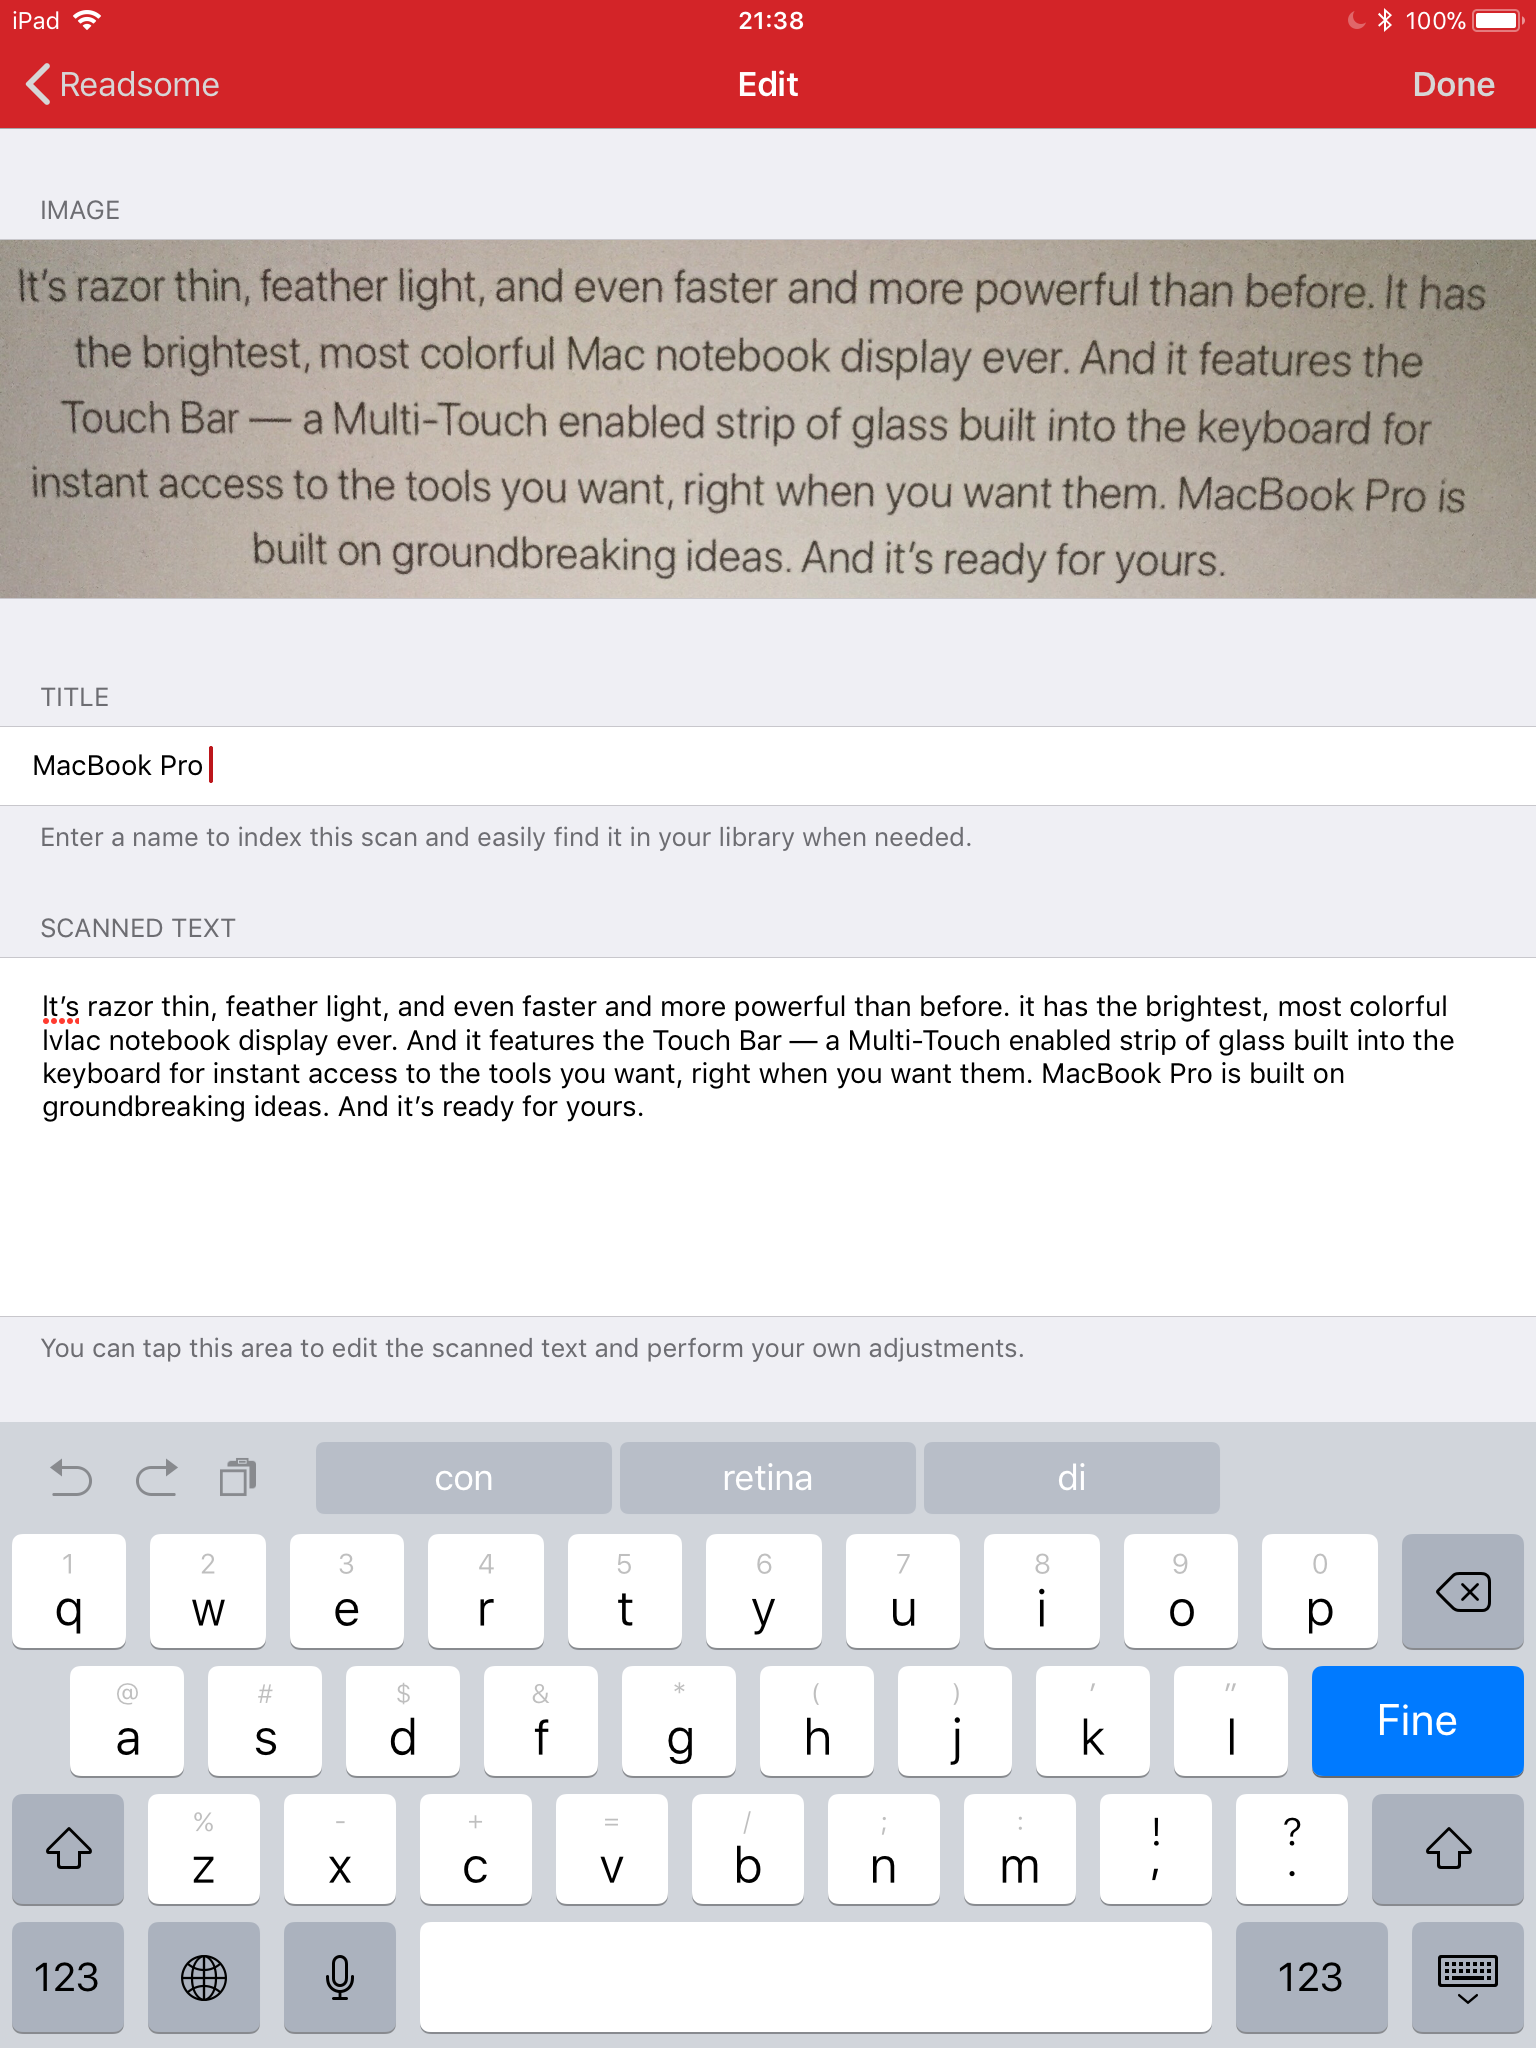 iPad 21:38 100%
Readsome Edit Done
IMAGE
It's razor thin, feather light, and even faster and more powerful than before. It has
the brightest, most colorful Mac notebook display ever. And it features the
Touch Bar — a Multi-Touch enabled strip of glass built into the keyboard for
instant access to the tools you want, right when you want them. MacBook Pro is
built on groundbreaking ideas. And it's ready for yours.
TITLE
MacBook Pro
Enter a name to index this scan and easily find it in your library when needed.
SCANNED TEXT
It's razor thin, feather light, and even faster and more powerful than before. it has the brightest, most colorful
lvlac notebook display ever. And it features the Touch Bar — a Multi-Touch enabled strip of glass built into the
keyboard for instant access to the tools you want, right when you want them. MacBook Pro is built on
groundbreaking ideas. And it's ready for yours.
You can tap this area to edit the scanned text and perform your own adjustments.
con retina di
1 2 3 4 5 6 7 8 9 0
q w e r t y u i o p
@ # $ & * ( ) ' "
a s d f g h j k l Fine
% - + = / ; : ! ?
z x c v b n m , .
123 123